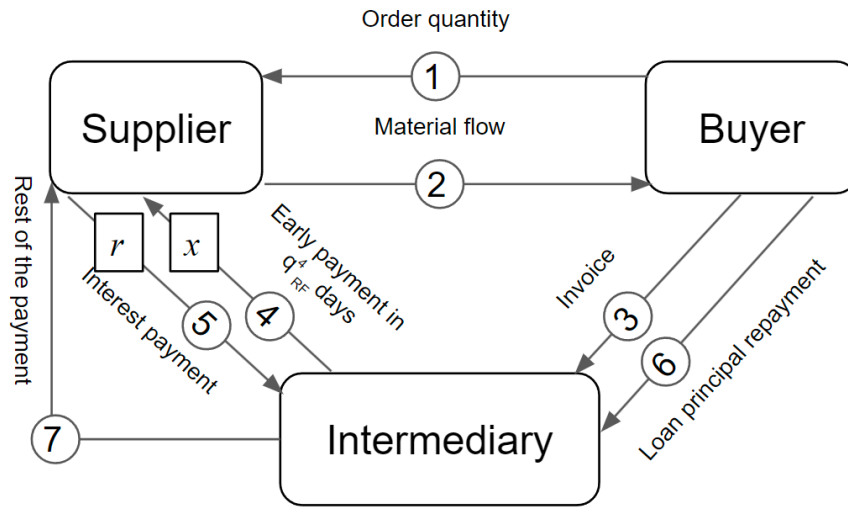 Order quantity
1
Supplier
Buyer
Material flow
2
Rest of the payment
r
x
Early payment in
q⁴RF days
Interest payment
5
4
Invoice
3
6
Loan principal repayment
7
Intermediary